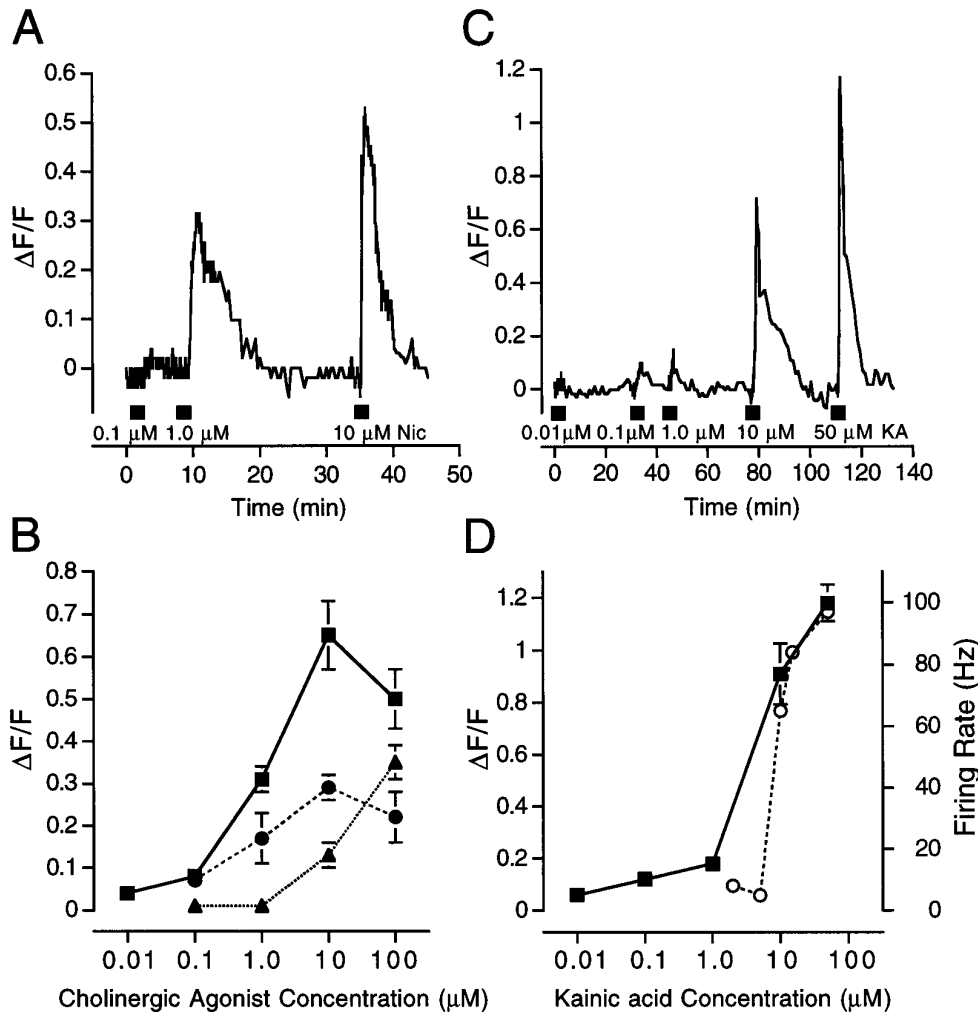 A
0.6
0.5
0.4
0.3
0.2
0.1
0
ΔF/F
0.1 μM 1.0 μM 10 μM Nic
0 10 20 30 40 50
Time (min)
C
1.2
1
0.8
0.6
0.4
0.2
0
ΔF/F
0.01μM 0.1μM 1.0 μM 10 μM 50 μM KA
0 20 40 60 80 100 120 140
Time (min)
B
0.8
0.7
0.6
0.5
0.4
0.3
0.2
0.1
0
ΔF/F
0.01 0.1 1.0 10 100
Cholinergic Agonist Concentration (μM)
D
1.2
1
0.8
0.6
0.4
0.2
0
ΔF/F
100
80
60
40
20
0
Firing Rate (Hz)
0.01 0.1 1.0 10 100
Kainic acid Concentration (μM)